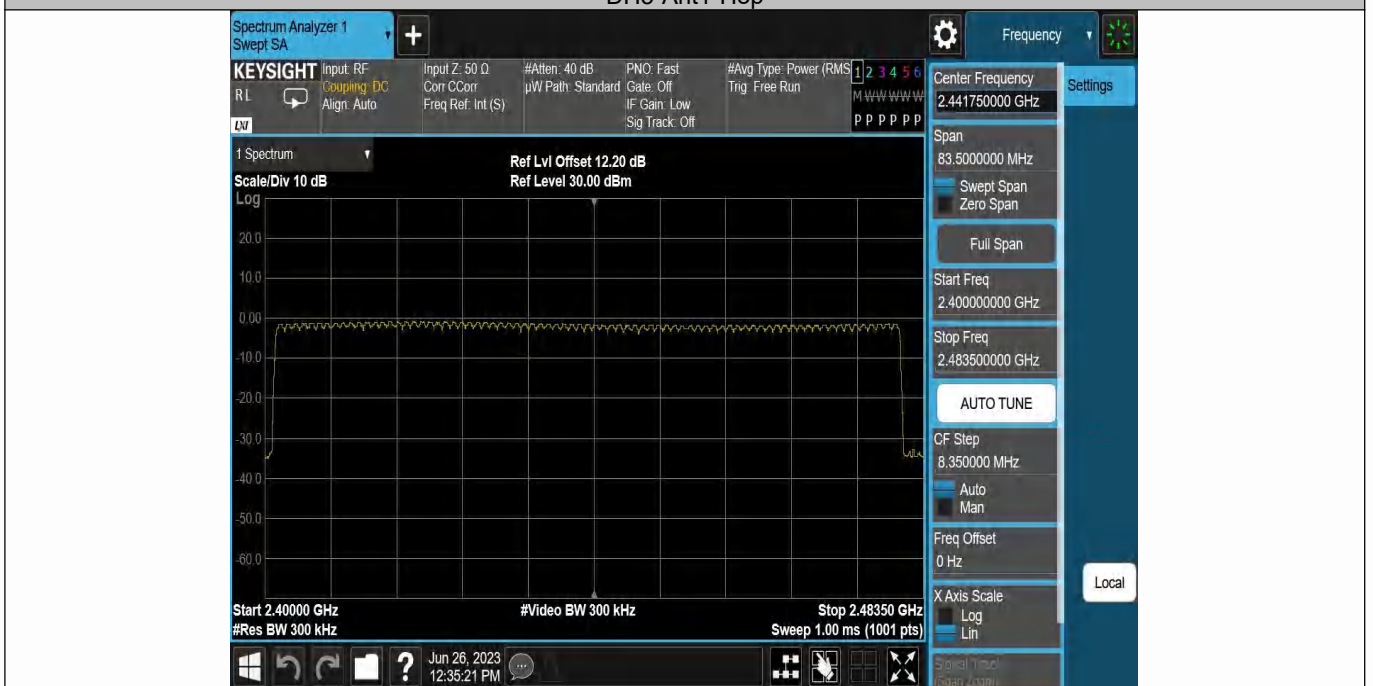 Spectrum Analyzer 1
Swept SA
+
Frequency
KEYSIGHT
RL
LXI
Input: RF
Coupling: DC
Align: Auto
Input Z: 50 Ω
Corr CCorr
Freq Ref: Int (S)
#Atten: 40 dB
µW Path: Standard
PNO: Fast
Gate: Off
IF Gain: Low
Sig Track: Off
#Avg Type: Power (RMS
Trig: Free Run
1 2 3 4 5 6
M W W W W W
P P P P P P
1 Spectrum
Scale/Div 10 dB
Ref Lvl Offset 12.20 dB
Ref Level 30.00 dBm
Log
20.0
10.0
0.00
-10.0
-20.0
-30.0
-40.0
-50.0
-60.0
Start 2.40000 GHz
#Res BW 300 kHz
#Video BW 300 kHz
Stop 2.48350 GHz
Sweep 1.00 ms (1001 pts)
?
Jun 26, 2023
12:35:21 PM
Center Frequency
2.441750000 GHz
Settings
Span
83.5000000 MHz
Swept Span
Zero Span
Full Span
Start Freq
2.400000000 GHz
Stop Freq
2.483500000 GHz
AUTO TUNE
CF Step
8.350000 MHz
Auto
Man
Freq Offset
0 Hz
X Axis Scale
Log
Lin
Local
Signal Track
(Span Zoom)